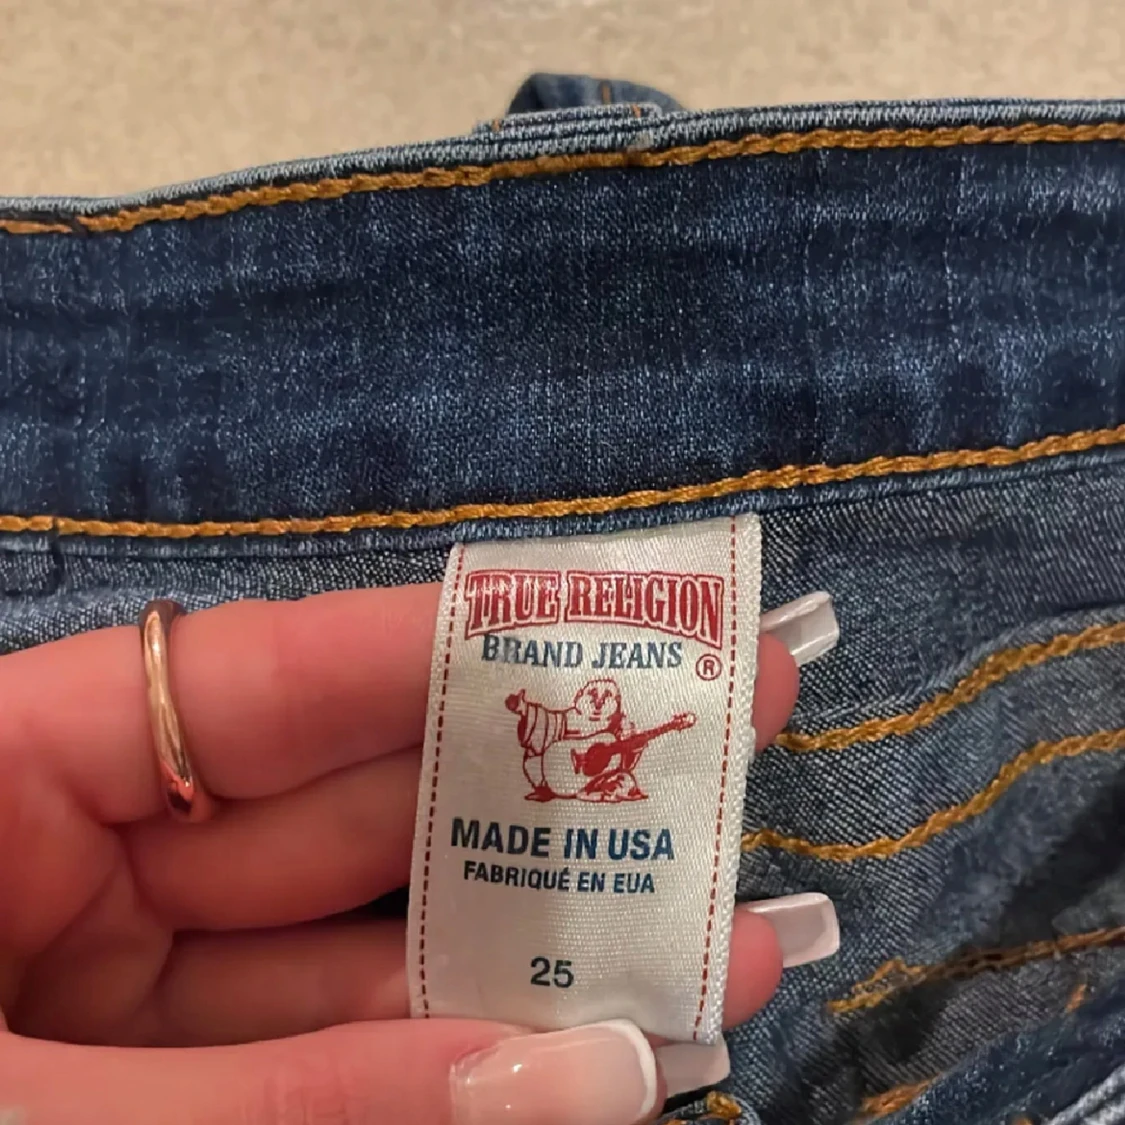 TRUE RELIGION
BRAND JEANS ®
MADE IN USA
FABRIQUÉ EN EUA
25